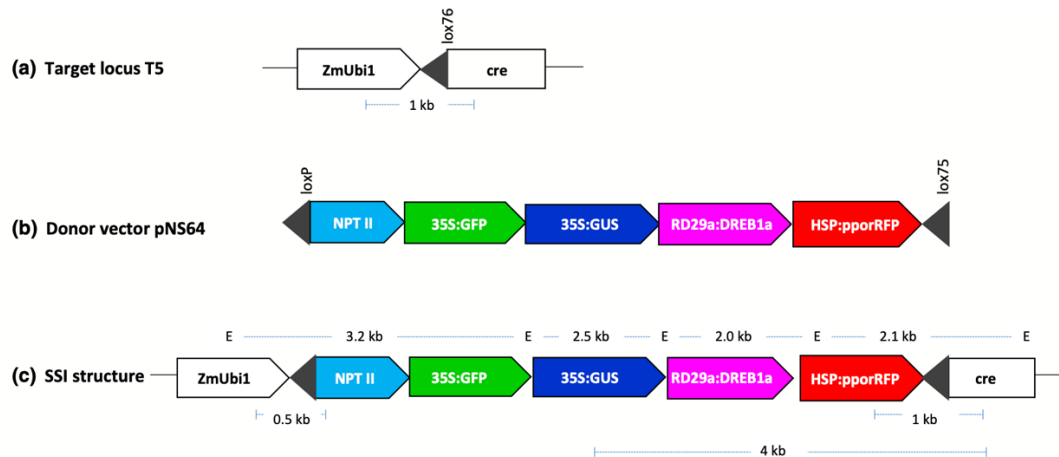 lox76
(a) Target locus T5
ZmUbi1
cre
1 kb
loxP
lox75
(b) Donor vector pNS64
NPT II
35S:GFP
35S:GUS
RD29a:DREB1a
HSP:pporRFP
E 3.2 kb E 2.5 kb E 2.0 kb E 2.1 kb E
(c) SSI structure
ZmUbi1
NPT II
35S:GFP
35S:GUS
RD29a:DREB1a
HSP:pporRFP
cre
0.5 kb
1 kb
4 kb